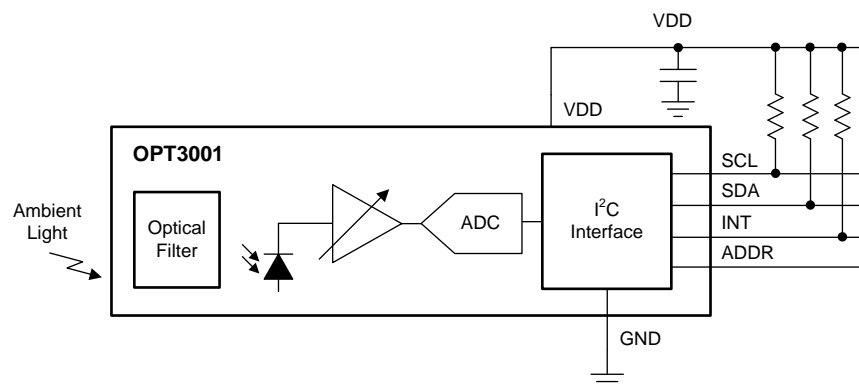 VDD
VDD
OPT3001
SCL
SDA
INT
ADDR
Ambient
Light
Optical
Filter
ADC
I²C
Interface
GND